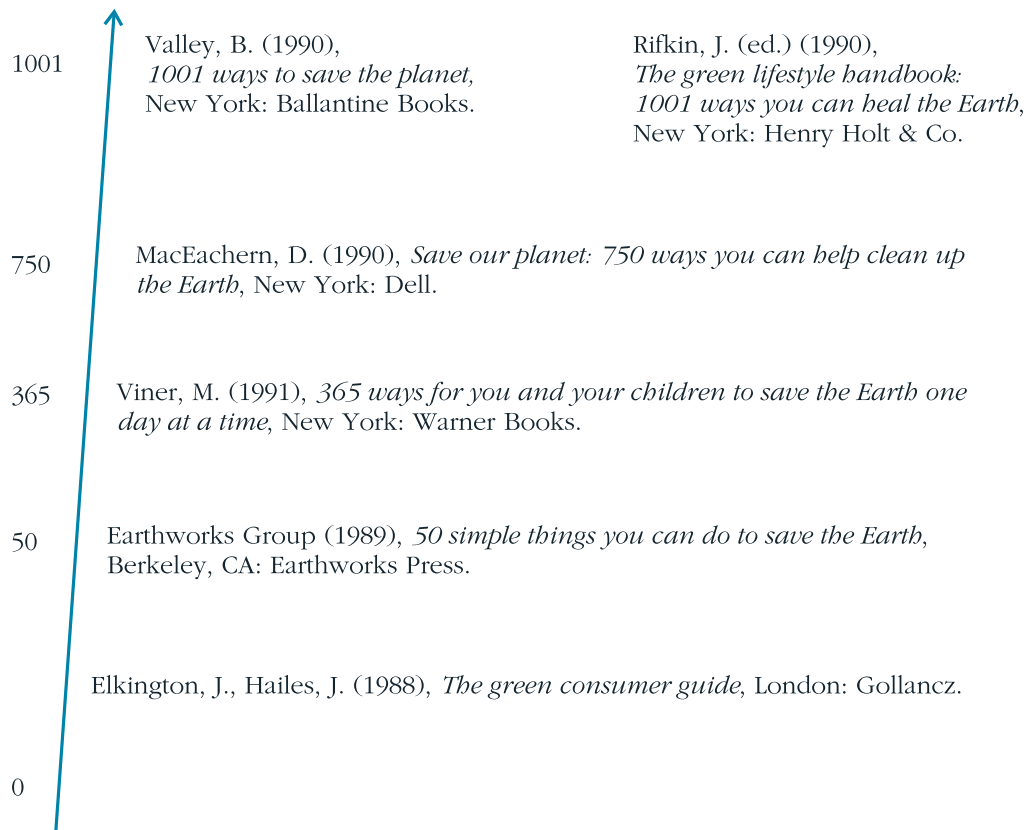 1001
Valley, B. (1990),
1001 ways to save the planet,
New York: Ballantine Books.
Rifkin, J. (ed.) (1990),
The green lifestyle handbook:
1001 ways you can heal the Earth,
New York: Henry Holt & Co.
750
MacEachern, D. (1990), Save our planet: 750 ways you can help clean up
the Earth, New York: Dell.
365
Viner, M. (1991), 365 ways for you and your children to save the Earth one
day at a time, New York: Warner Books.
50
Earthworks Group (1989), 50 simple things you can do to save the Earth,
Berkeley, CA: Earthworks Press.
Elkington, J., Hailes, J. (1988), The green consumer guide, London: Gollancz.
0